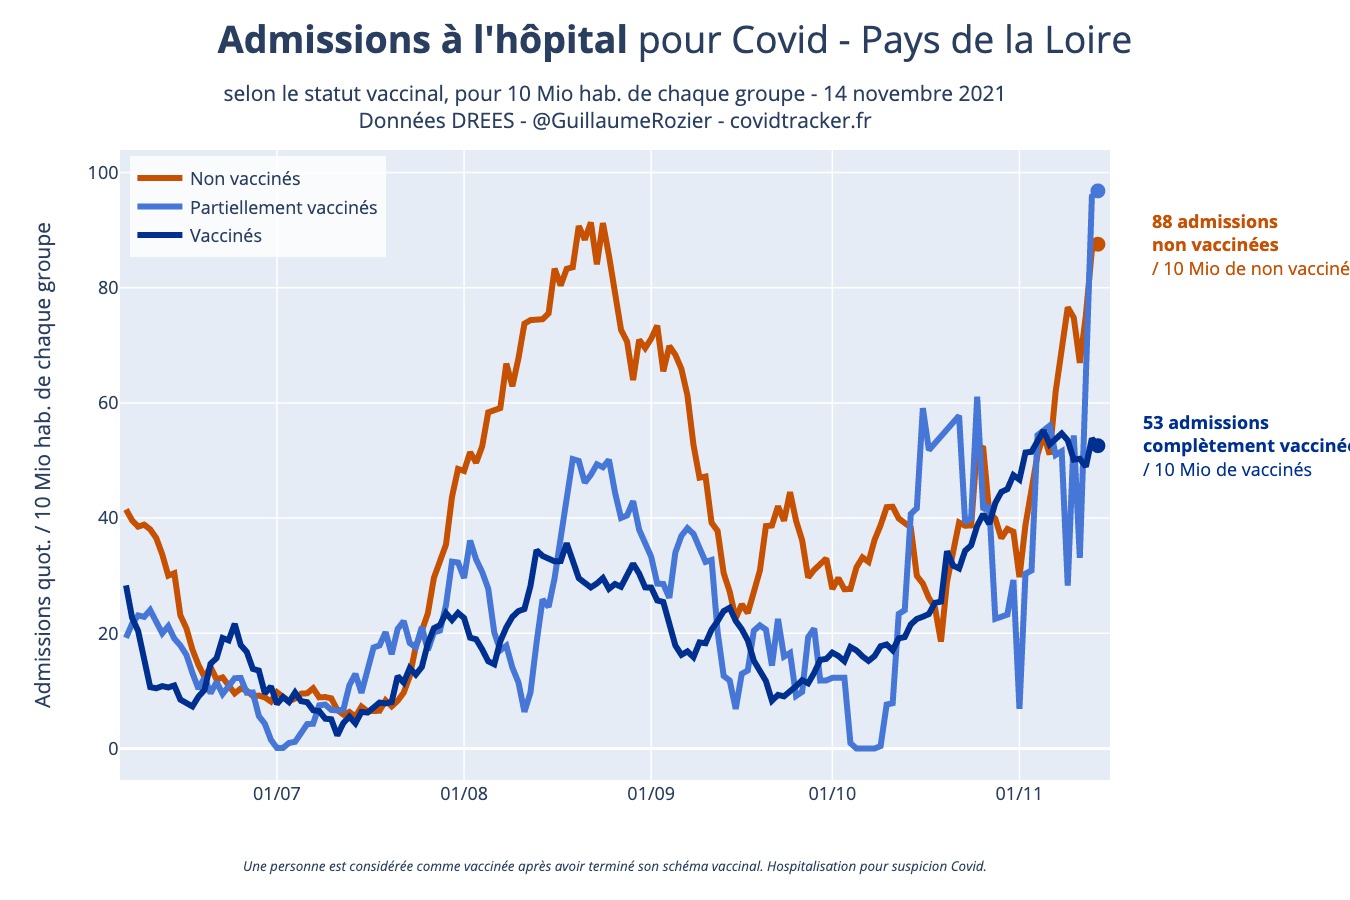 Admissions à l'hôpital pour Covid - Pays de la Loire
selon le statut vaccinal, pour 10 Mio hab. de chaque groupe - 14 novembre 2021
Données DREES - @GuillaumeRozier - covidtracker.fr
Admissions quot. / 10 Mio hab. de chaque groupe
100
80
60
40
20
0
Non vaccinés
Partiellement vaccinés
Vaccinés
88 admissions
non vaccinées
/ 10 Mio de non vacciné
53 admissions
complètement vacciné
/ 10 Mio de vaccinés
01/07
01/08
01/09
01/10
01/11
Une personne est considérée comme vaccinée après avoir terminé son schéma vaccinal. Hospitalisation pour suspicion Covid.